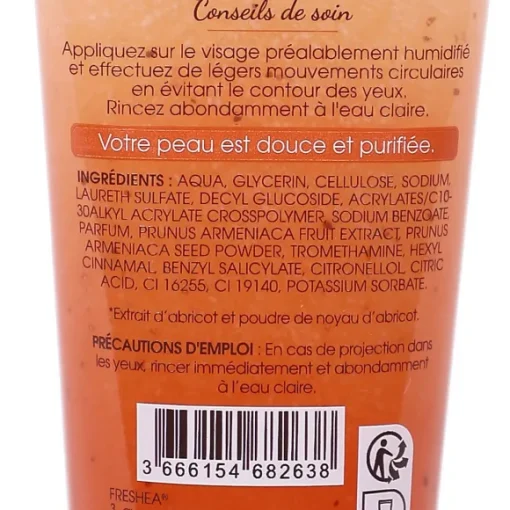 Conseils de soin
Appliquez sur le visage préalablement humidifié
et effectuez de légers mouvements circulaires
en évitant le contour des yeux.
Rincez abondamment à l'eau claire.
Votre peau est douce et purifiée.
INGRÉDIENTS : AQUA, GLYCERIN, CELLULOSE, SODIUM,
LAURETH SULFATE, DECYL GLUCOSIDE, ACRYLATES/C10-
30ALKYL ACRYLATE CROSSPOLYMER, SODIUM BENZOATE,
PARFUM, PRUNUS ARMENIACA FRUIT EXTRACT, PRUNUS
ARMENIACA SEED POWDER, TROMETHAMINE, HEXYL
CINNAMAL, BENZYL SALICYLATE, CITRONELLOL, CITRIC
ACID, CI 16255, CI 19140, POTASSIUM SORBATE.
*Extrait d'abricot et poudre de noyau d'abricot.
PRÉCAUTIONS D'EMPLOI : En cas de projection dans
les yeux, rincer immédiatement et abondamment
à l'eau claire.
3 666154 682638
FRESHEA®